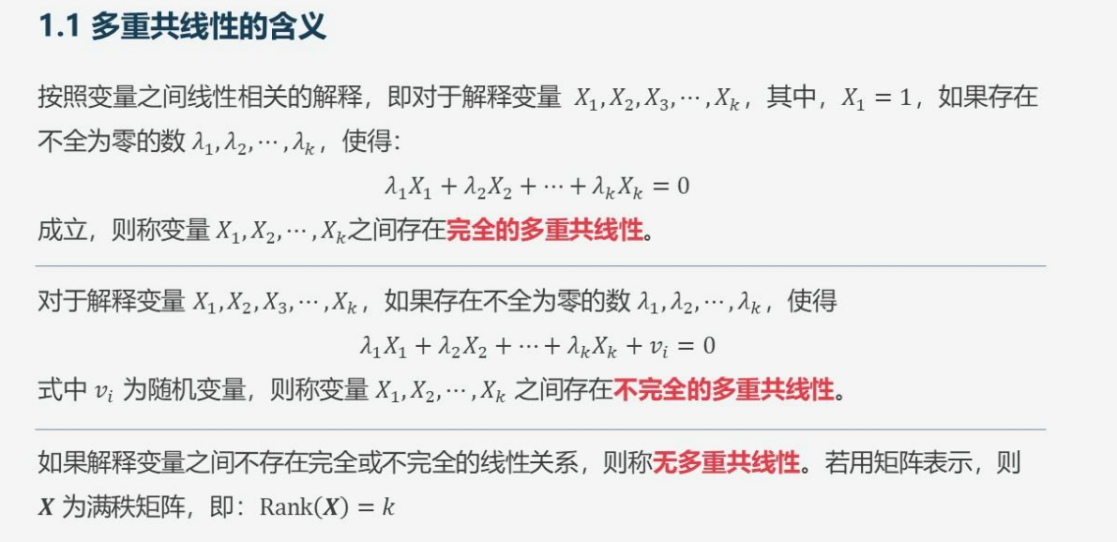 1.1 多重共线性的含义
按照变量之间线性相关的解释，即对于解释变量 X₁,X₂,X₃,⋯,Xₖ，其中，X₁ = 1，如果存在
不全为零的数 λ₁,λ₂,⋯,λₖ，使得：
λ₁X₁ + λ₂X₂ + ⋯ + λₖXₖ = 0
成立，则称变量 X₁,X₂,⋯,Xₖ之间存在完全的多重共线性。
对于解释变量 X₁,X₂,X₃,⋯,Xₖ，如果存在不全为零的数 λ₁,λ₂,⋯,λₖ，使得
λ₁X₁ + λ₂X₂ + ⋯ + λₖXₖ + vᵢ = 0
式中 vᵢ 为随机变量，则称变量 X₁,X₂,⋯,Xₖ 之间存在不完全的多重共线性。
如果解释变量之间不存在完全或不完全的线性关系，则称无多重共线性。若用矩阵表示，则
X 为满秩矩阵，即：Rank(X) = k